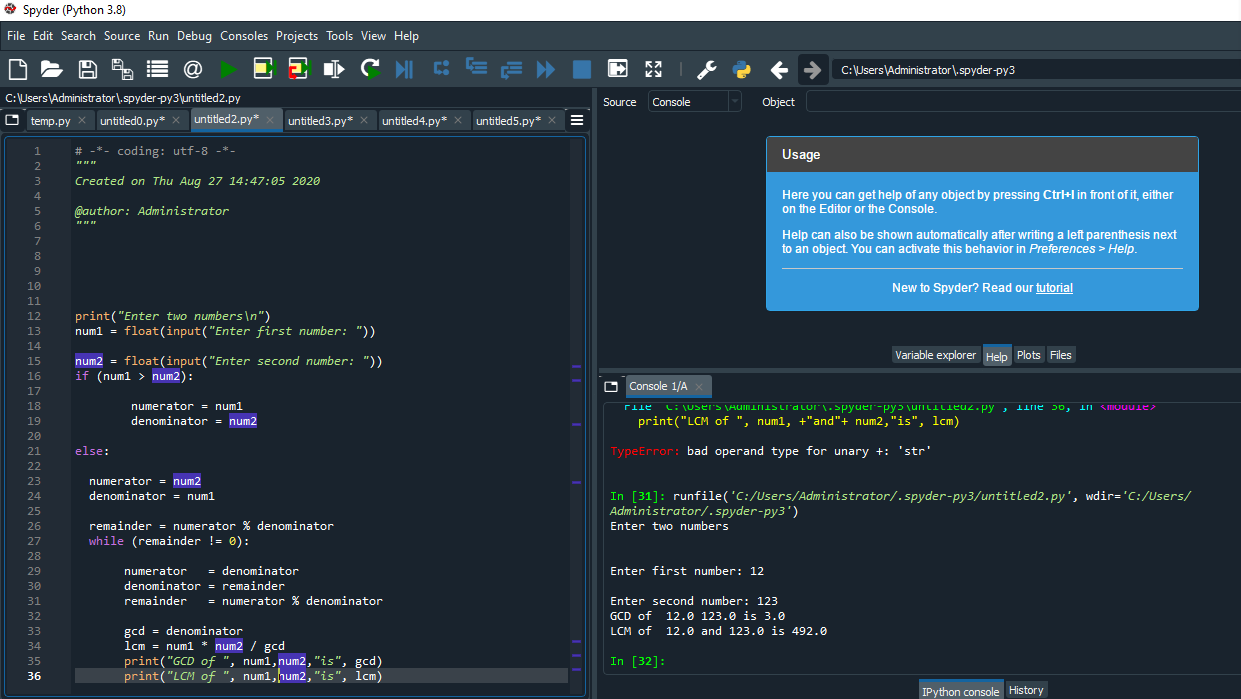 Spyder (Python 3.8)
File Edit Search Source Run Debug Consoles Projects Tools View Help
C:\Users\Administrator\.spyder-py3
C:\Users\Administrator\.spyder-py3\untitled2.py
temp.py untitled0.py* untitled2.py* untitled3.py* untitled4.py* untitled5.py*
1 # -*- coding: utf-8 -*-
2 """
3 Created on Thu Aug 27 14:47:05 2020
4
5 @author: Administrator
6 """
7
8
9
10
11
12 print("Enter two numbers\n")
13 num1 = float(input("Enter first number: "))
14
15 num2 = float(input("Enter second number: "))
16 if (num1 > num2):
17
18 numerator = num1
19 denominator = num2
20
21 else:
22
23 numerator = num2
24 denominator = num1
25
26 remainder = numerator % denominator
27 while (remainder != 0):
28
29 numerator = denominator
30 denominator = remainder
31 remainder = numerator % denominator
32
33 gcd = denominator
34 lcm = num1 * num2 / gcd
35 print("GCD of ", num1,num2,"is", gcd)
36 print("LCM of ", num1,num2,"is", lcm)
Source Console Object
Usage
Here you can get help of any object by pressing Ctrl+I in front of it, either
on the Editor or the Console.
Help can also be shown automatically after writing a left parenthesis next
to an object. You can activate this behavior in Preferences > Help.
New to Spyder? Read our tutorial
Variable explorer Help Plots Files
Console 1/A
File "C:\Users\Administrator\.spyder-py3\untitled2.py", line 36, in <module>
print("LCM of ", num1, +"and"+ num2,"is", lcm)
TypeError: bad operand type for unary +: 'str'
In [31]: runfile('C:/Users/Administrator/.spyder-py3/untitled2.py', wdir='C:/Users/
Administrator/.spyder-py3')
Enter two numbers
Enter first number: 12
Enter second number: 123
GCD of  12.0 123.0 is 3.0
LCM of  12.0 and 123.0 is 492.0
In [32]:
IPython console History